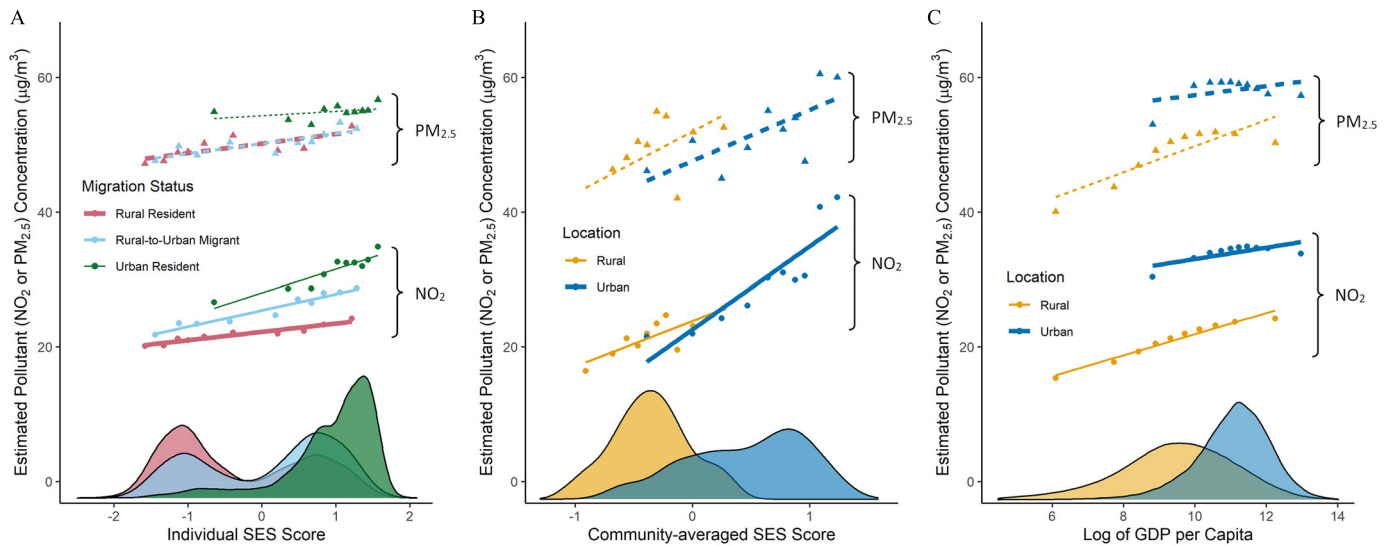 A
Estimated Pollutant (NO₂ or PM₂.₅) Concentration (µg/m³)
60
40
20
0
PM₂.₅
Migration Status
Rural Resident
Rural-to-Urban Migrant
Urban Resident
NO₂
-2
-1
0
1
2
Individual SES Score
B
Estimated Pollutant (NO₂ or PM₂.₅) Concentration (µg/m³)
60
40
20
0
PM₂.₅
Location
Rural
Urban
NO₂
-1
0
1
Community-averaged SES Score
C
Estimated Pollutant (NO₂ or PM₂.₅) Concentration (µg/m³)
60
40
20
0
PM₂.₅
Location
Rural
Urban
NO₂
6
8
10
12
14
Log of GDP per Capita